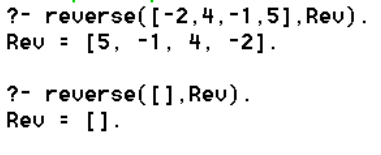 ?- reverse([-2,4,-1,5],Rev).
Rev = [5, -1, 4, -2].
?- reverse([],Rev).
Rev = [].